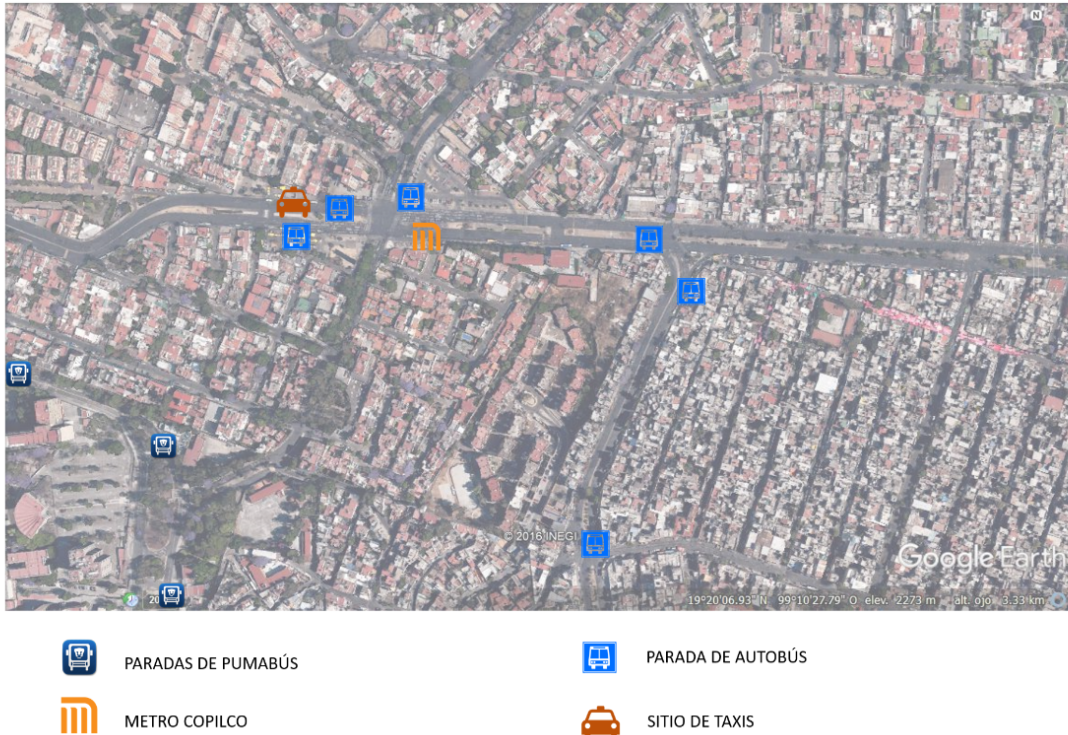 N
© 2016 INEGI
Google Earth
19°20'06.93" N 99°10'27.79" O elev. 2273 m alt. ojo 3.33 km
PARADAS DE PUMABÚS
PARADA DE AUTOBÚS
METRO COPILCO
SITIO DE TAXIS